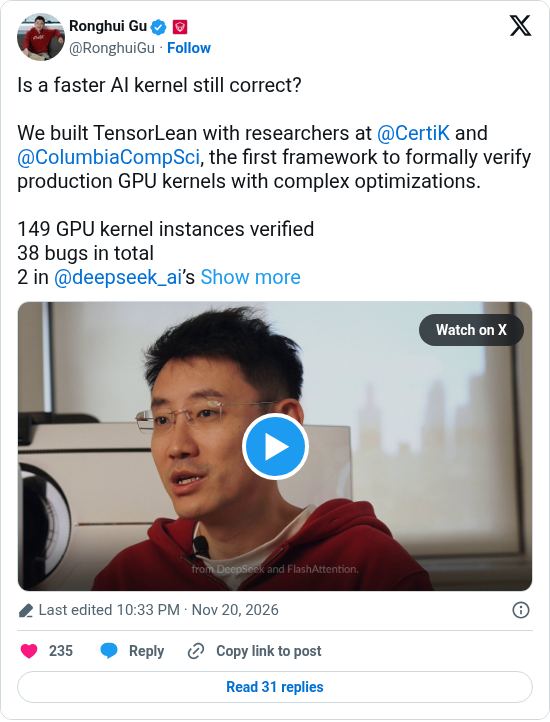 Ronghui Gu
@RonghuiGu · Follow
Is a faster AI kernel still correct?
We built TensorLean with researchers at @CertiK and
@ColumbiaCompSci, the first framework to formally verify
production GPU kernels with complex optimizations.
149 GPU kernel instances verified
38 bugs in total
2 in @deepseek_ai’s Show more
Watch on X
from DeepSeek and FlashAttention.
Last edited 10:33 PM · Nov 20, 2026
235 Reply Copy link to post
Read 31 replies